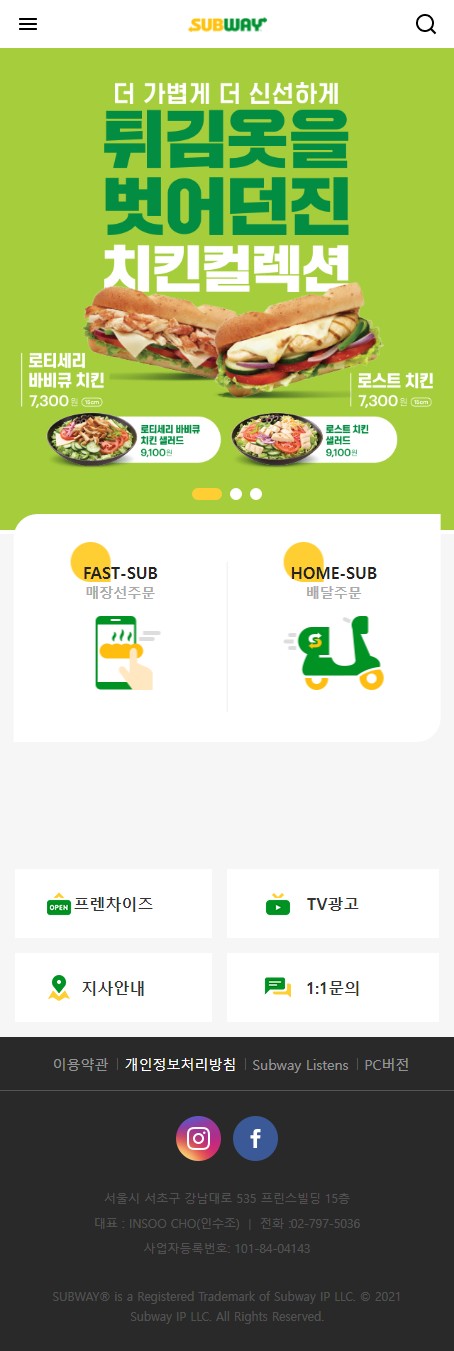 SUBWAY
더 가볍게 더 신선하게
튀김옷을
벗어던진
치킨컬렉션
로티세리
바비큐 치킨
7,300원 15cm
로스트 치킨
7,300원 15cm
로티세리 바비큐
치킨 샐러드
9,100원
로스트 치킨
샐러드
9,100원
FAST-SUB
매장선주문
HOME-SUB
배달주문
OPEN 프렌차이즈
TV광고
지사안내
1:1문의
이용약관 | 개인정보처리방침 | Subway Listens | PC버전
서울시 서초구 강남대로 535 프린스빌딩 15층
대표 : INSOO CHO(인수조) | 전화 :02-797-5036
사업자등록번호: 101-84-04143
SUBWAY® is a Registered Trademark of Subway IP LLC. © 2021
Subway IP LLC. All Rights Reserved.